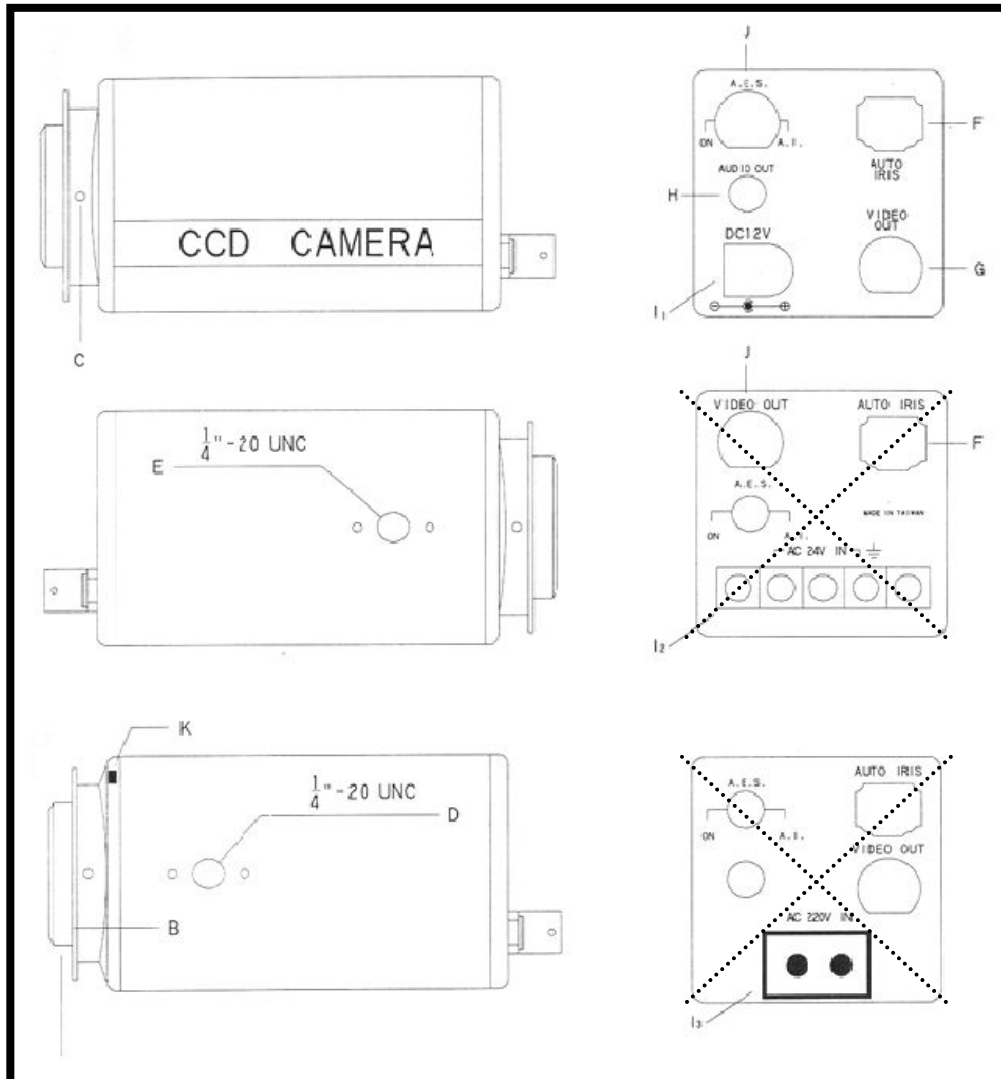 J
A.E.S.
F
ON
A.I.
AUTO
IRIS
AUDIO OUT
H
VIDEO
OUT
DC12V
CCD CAMERA
G
I1
C
J
VIDEO OUT
AUTO IRIS
1/4" - 20 UNC
F
E
A.E.S.
MADE IN TAIWAN
ON
A.I.
AC 24V IN
I2
K
AUTO IRIS
A.E.S.
1/4" - 20 UNC
ON
A.I.
D
VIDEO OUT
B
AC 220V IN
I3